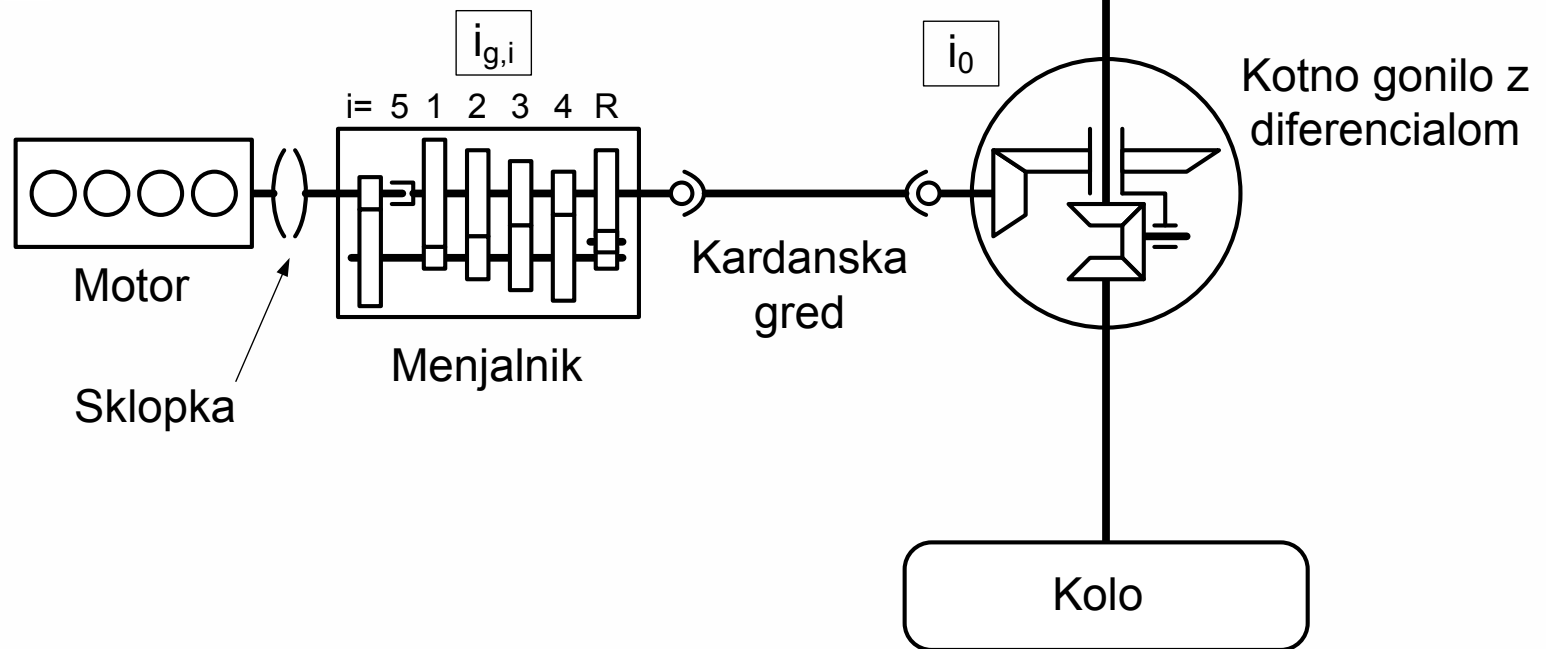 i_g,i
i_0
i= 5 1 2 3 4 R
Kotno gonilo z
diferencialom
Motor
Sklopka
Menjalnik
Kardanska
gred
Kolo